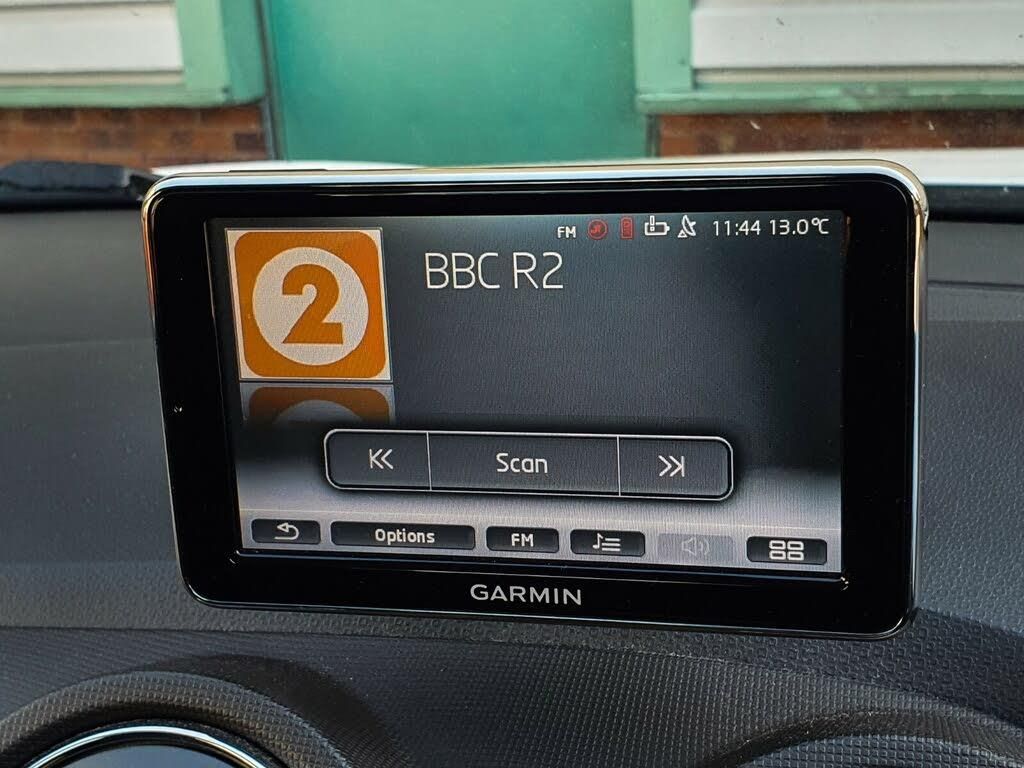 FM 11:44 13.0°C
2
BBC R2
Scan
Options
FM
GARMIN